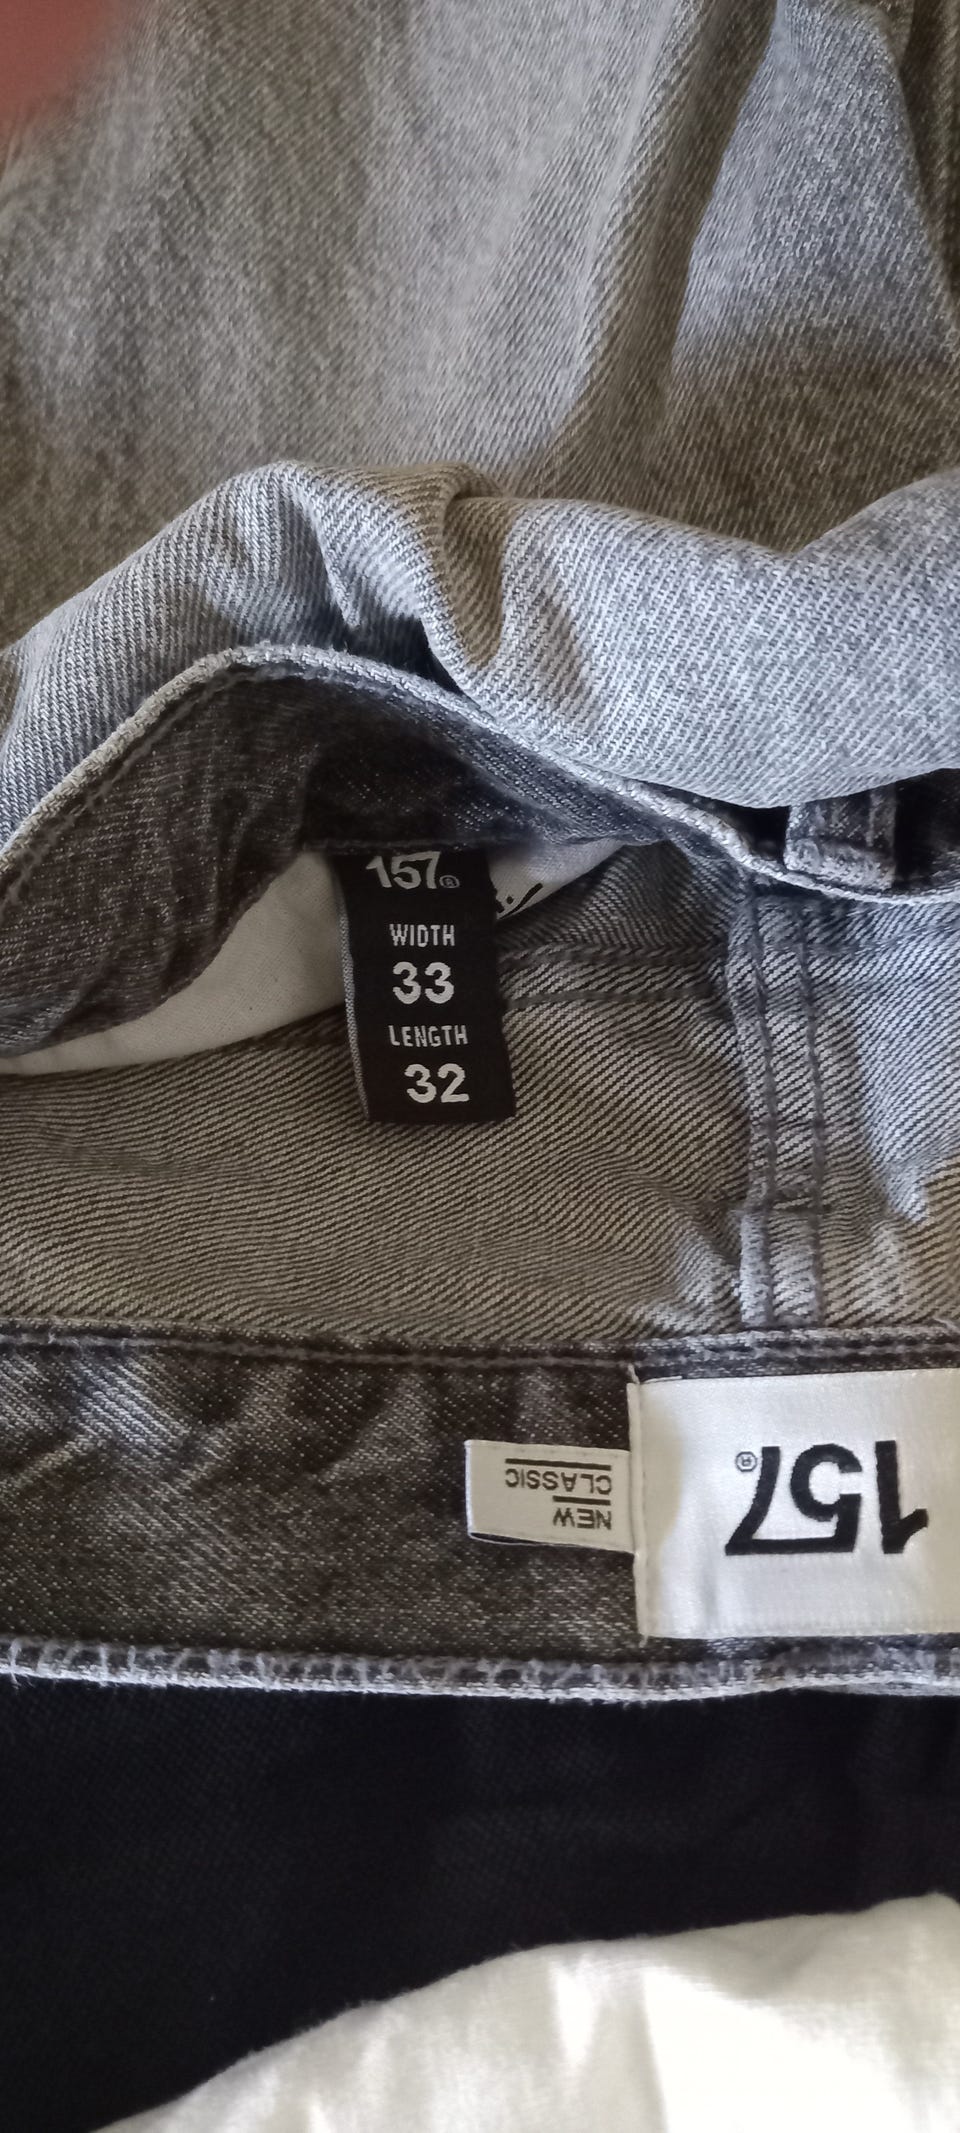 157®
WIDTH
33
LENGTH
32
NEW
CLASSIC
157®